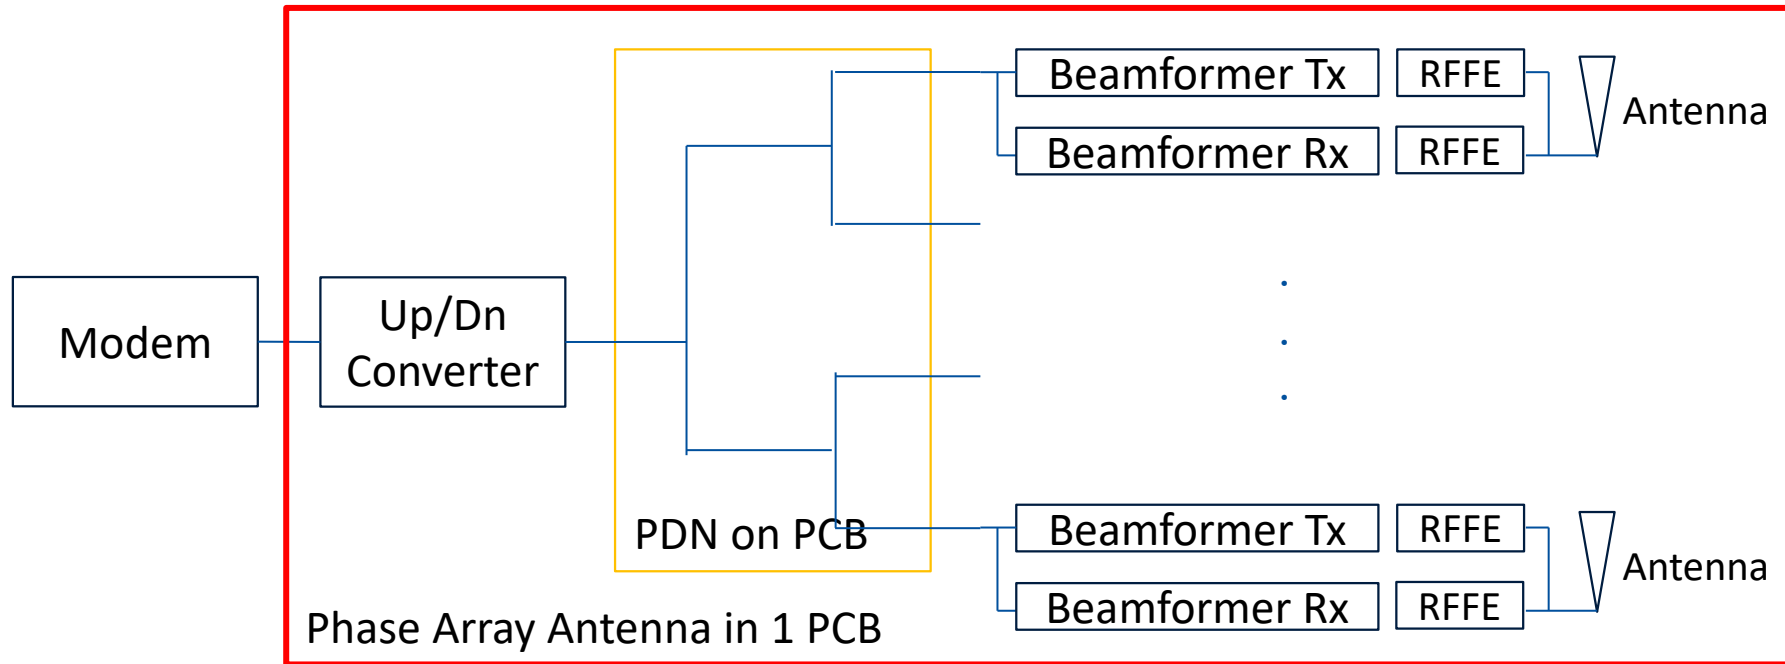 Beamformer Tx
RFFE
Antenna
Beamformer Rx
RFFE
Modem
Up/Dn
Converter
PDN on PCB
Beamformer Tx
RFFE
Antenna
Beamformer Rx
RFFE
Phase Array Antenna in 1 PCB